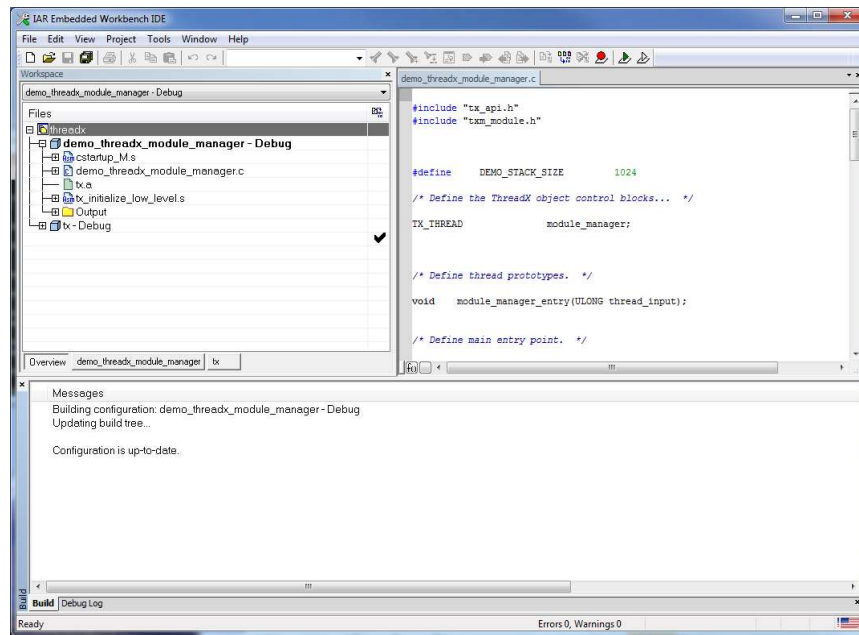 IAR Embedded Workbench IDE
File Edit View Project Tools Window Help
Workspace
demo_threadx_module_manager - Debug
Files
threadx
demo_threadx_module_manager - Debug
cstartup_M.s
demo_threadx_module_manager.c
tx.a
tx_initialize_low_level.s
Output
tx - Debug
Overview demo_threadx_module_manager tx
demo_threadx_module_manager.c
#include "tx_api.h"
#include "txm_module.h"
#define DEMO_STACK_SIZE 1024
/* Define the ThreadX object control blocks... */
TX_THREAD module_manager;
/* Define thread prototypes. */
void module_manager_entry(ULONG thread_input);
/* Define main entry point. */
Messages
Building configuration: demo_threadx_module_manager - Debug
Updating build tree...
Configuration is up-to-date.
Build
Build Debug Log
Ready Errors 0, Warnings 0